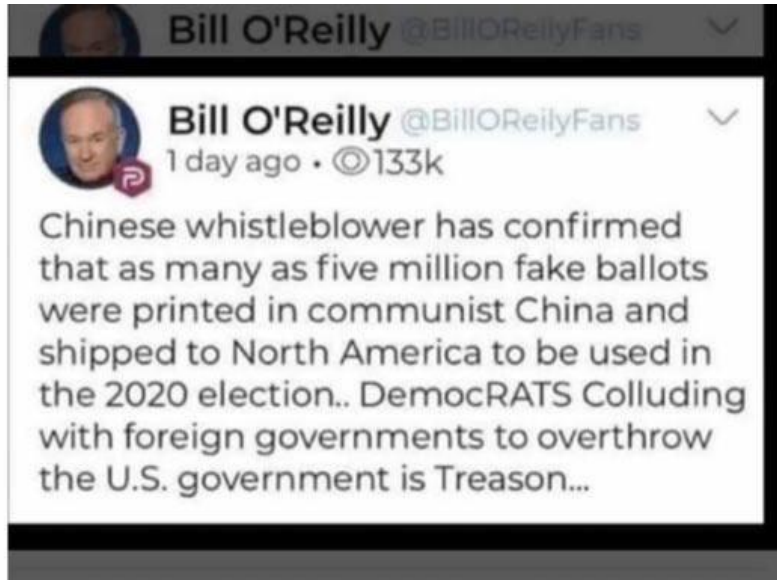 Bill O'Reilly @BillOReilyFans
Bill O'Reilly @BillOReilyFans
1 day ago • 133k
Chinese whistleblower has confirmed
that as many as five million fake ballots
were printed in communist China and
shipped to North America to be used in
the 2020 election.. DemocRATS Colluding
with foreign governments to overthrow
the U.S. government is Treason...